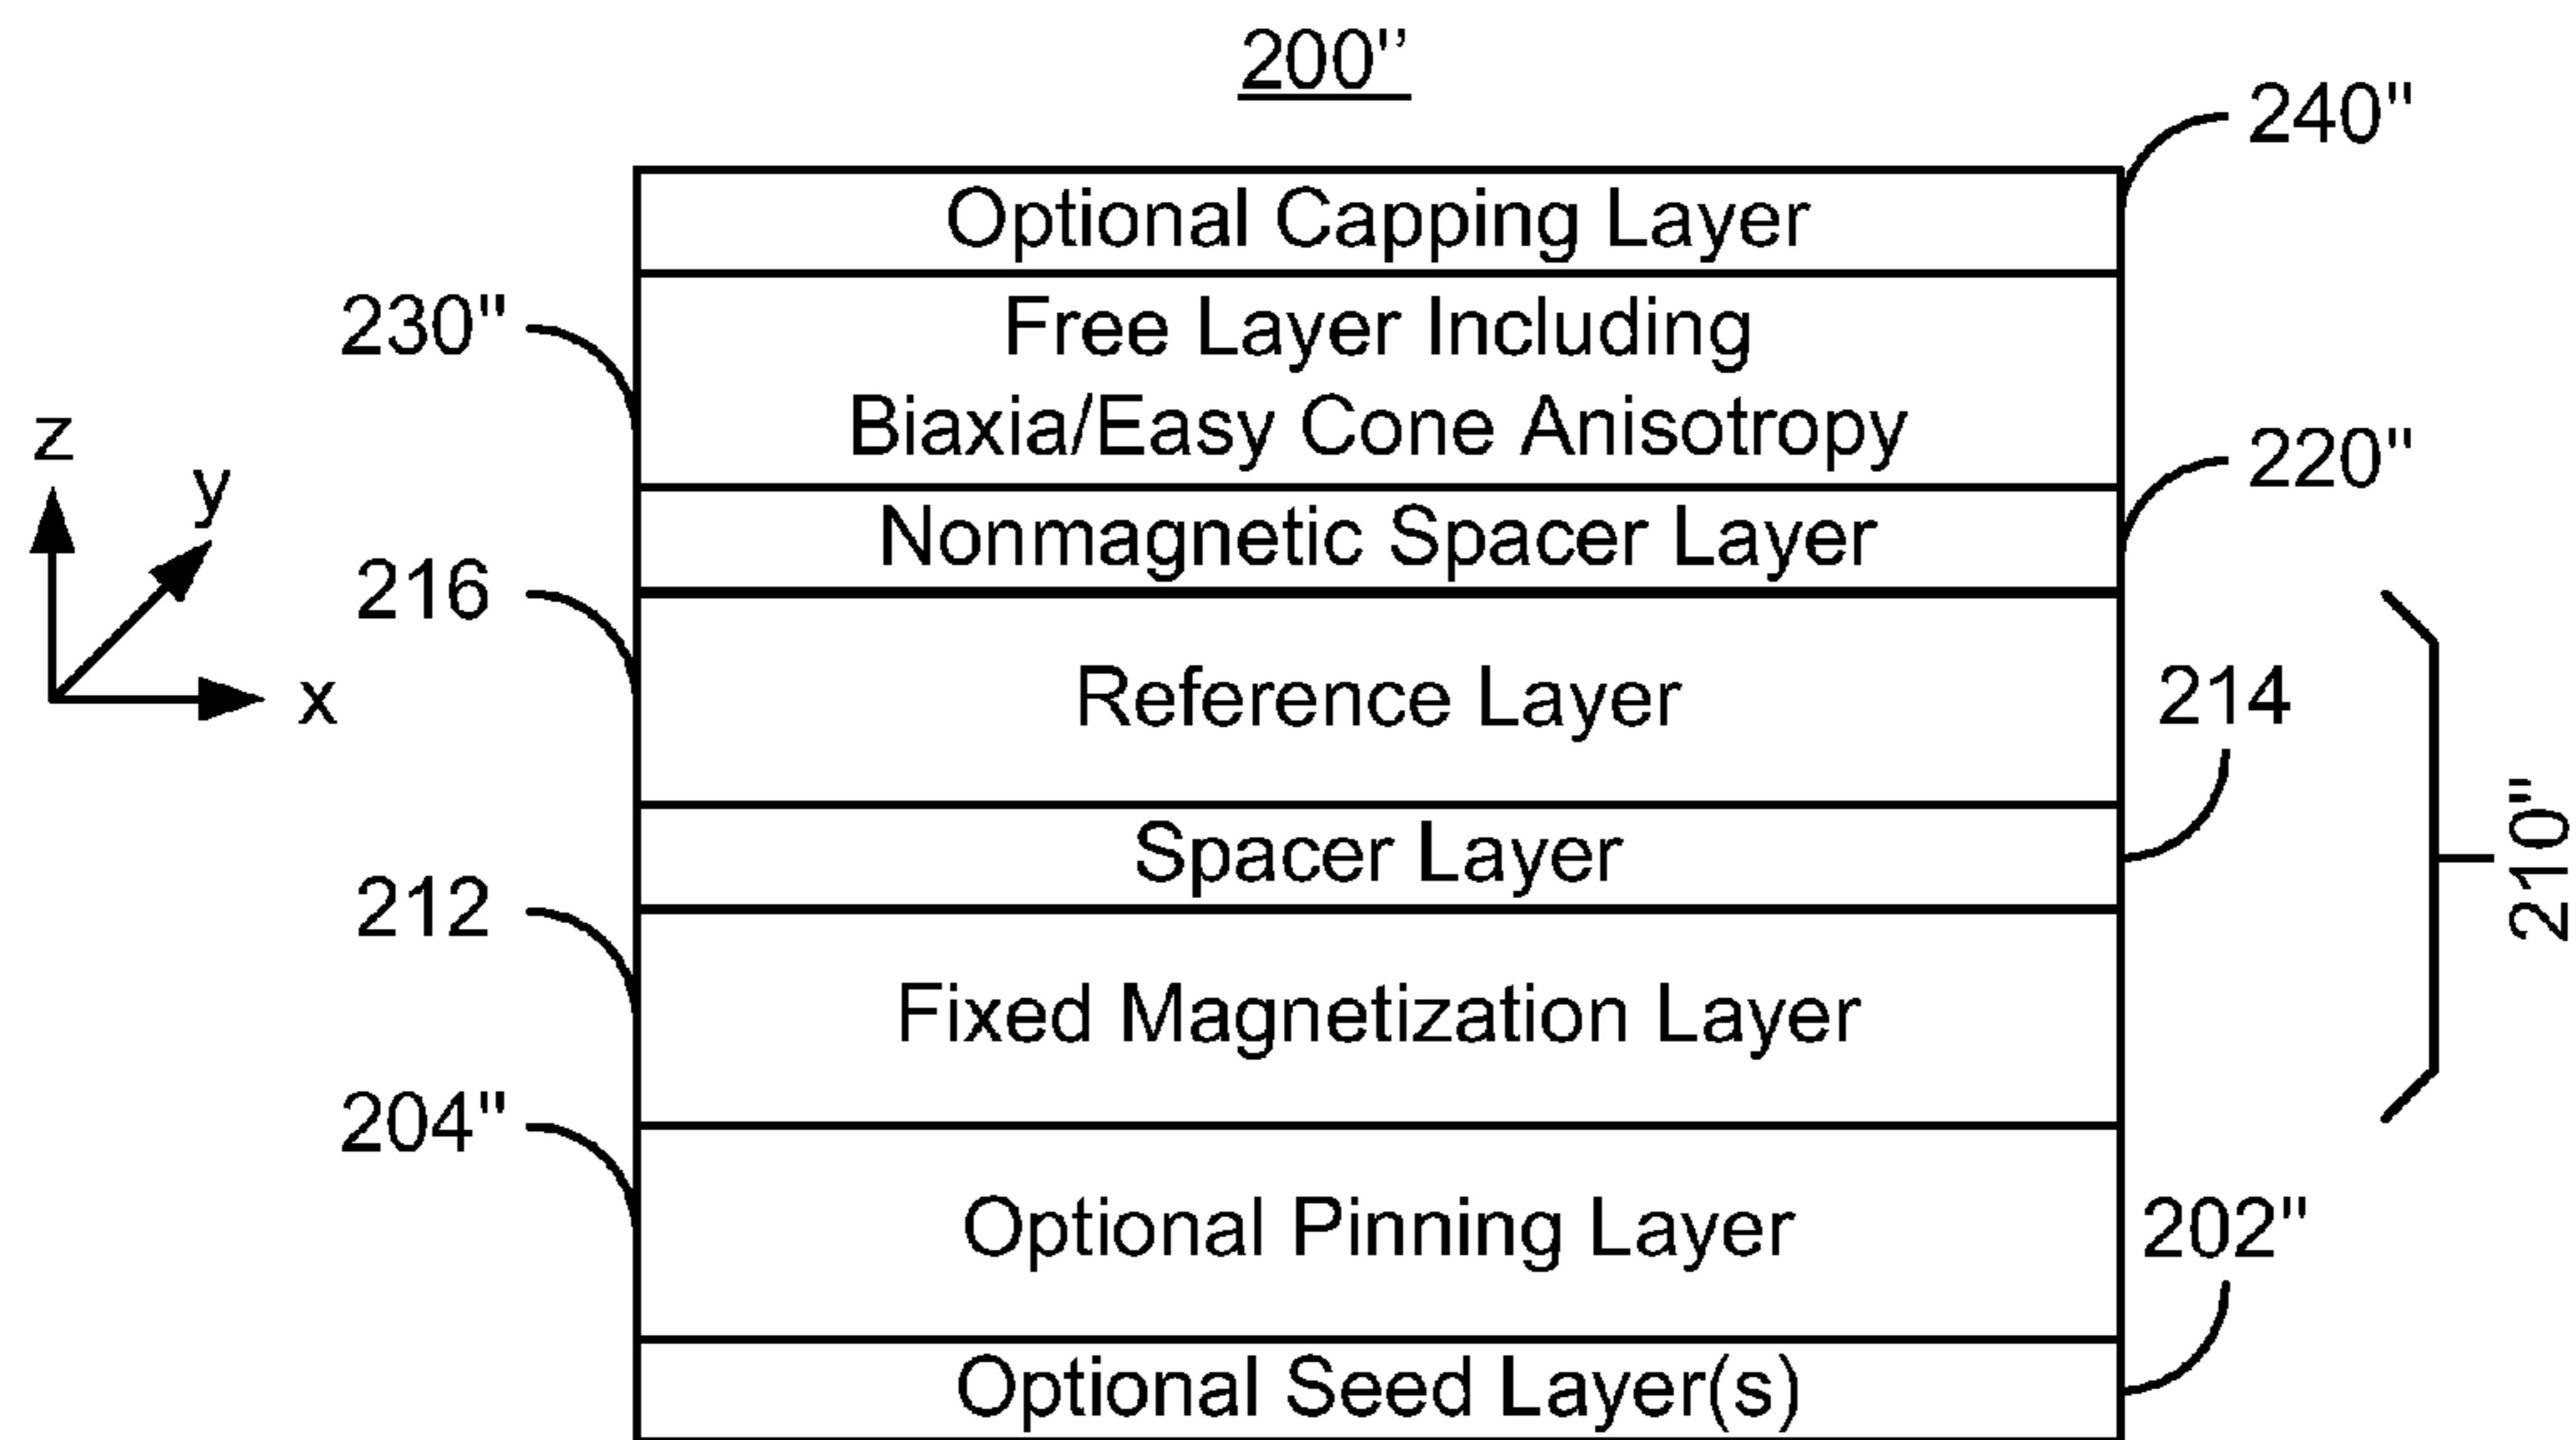 200"
240"
Optional Capping Layer
230"
Free Layer Including
Biaxia/Easy Cone Anisotropy
z
y
x
220"
Nonmagnetic Spacer Layer
216
Reference Layer
214
Spacer Layer
210"
212
Fixed Magnetization Layer
204"
Optional Pinning Layer
202"
Optional Seed Layer(s)